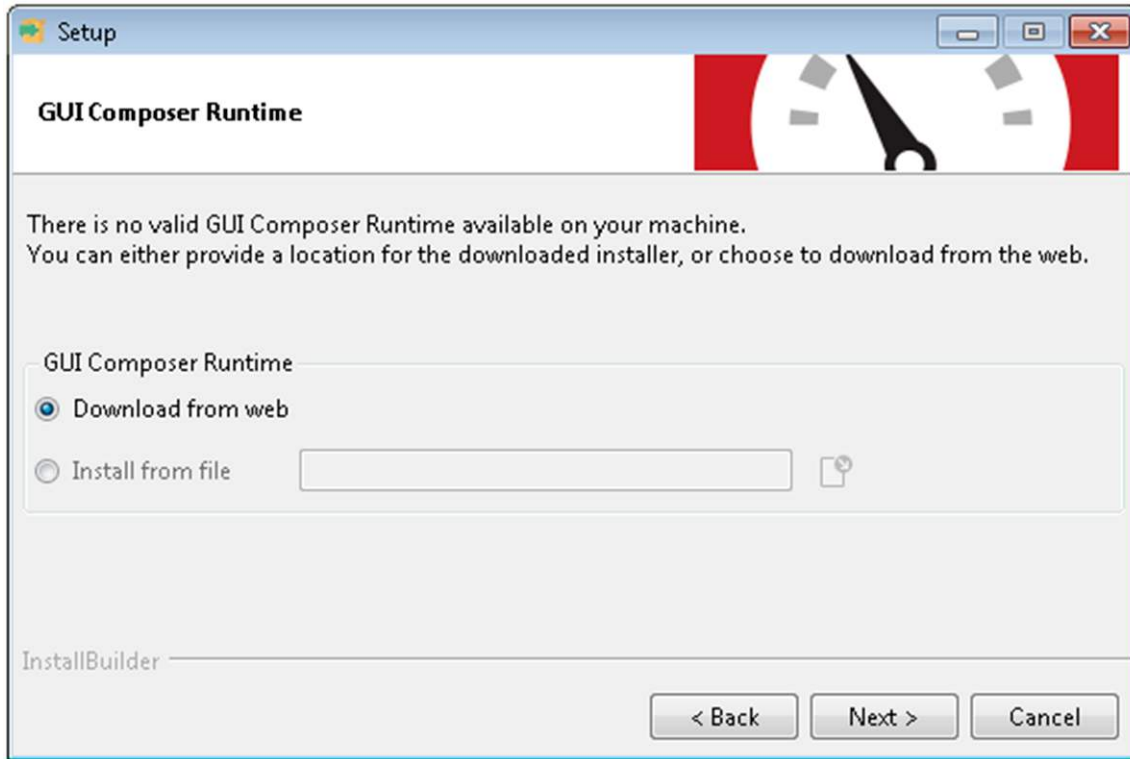 Setup
GUI Composer Runtime
There is no valid GUI Composer Runtime available on your machine.
You can either provide a location for the downloaded installer, or choose to download from the web.
GUI Composer Runtime
Download from web
Install from file
InstallBuilder
< Back Next > Cancel